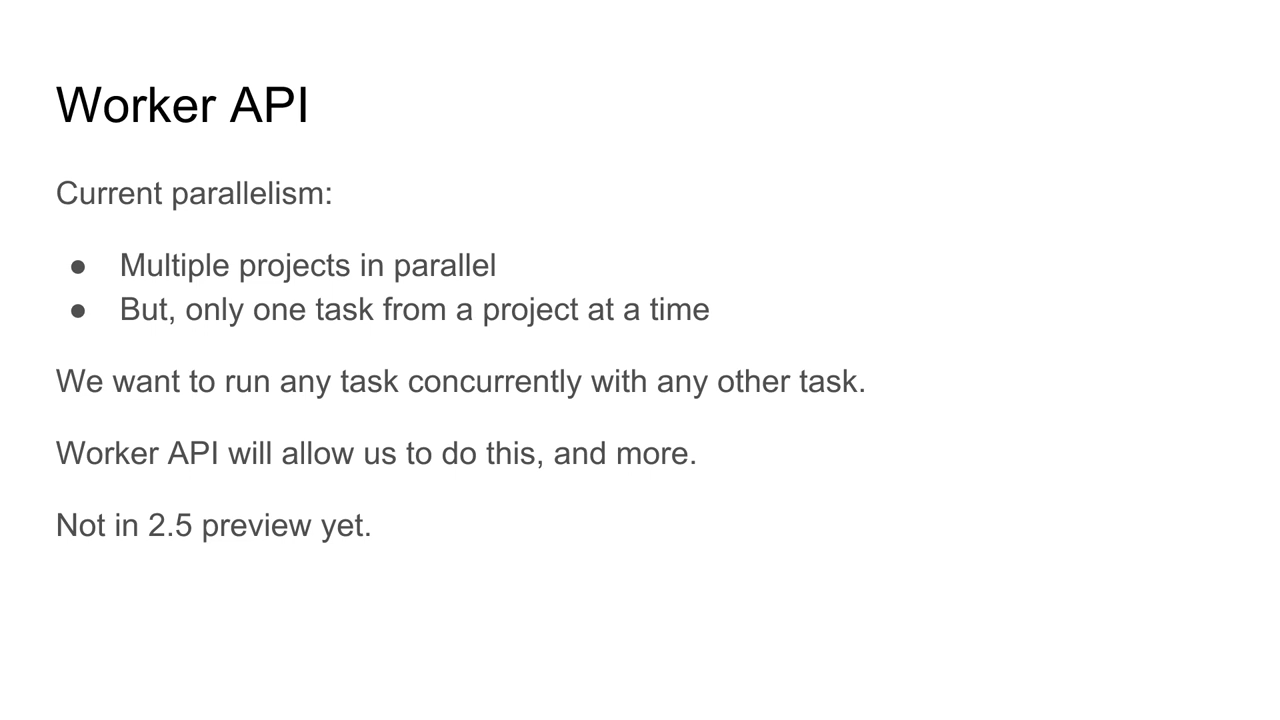 Worker API
Current parallelism:
● Multiple projects in parallel
● But, only one task from a project at a time
We want to run any task concurrently with any other task.
Worker API will allow us to do this, and more.
Not in 2.5 preview yet.